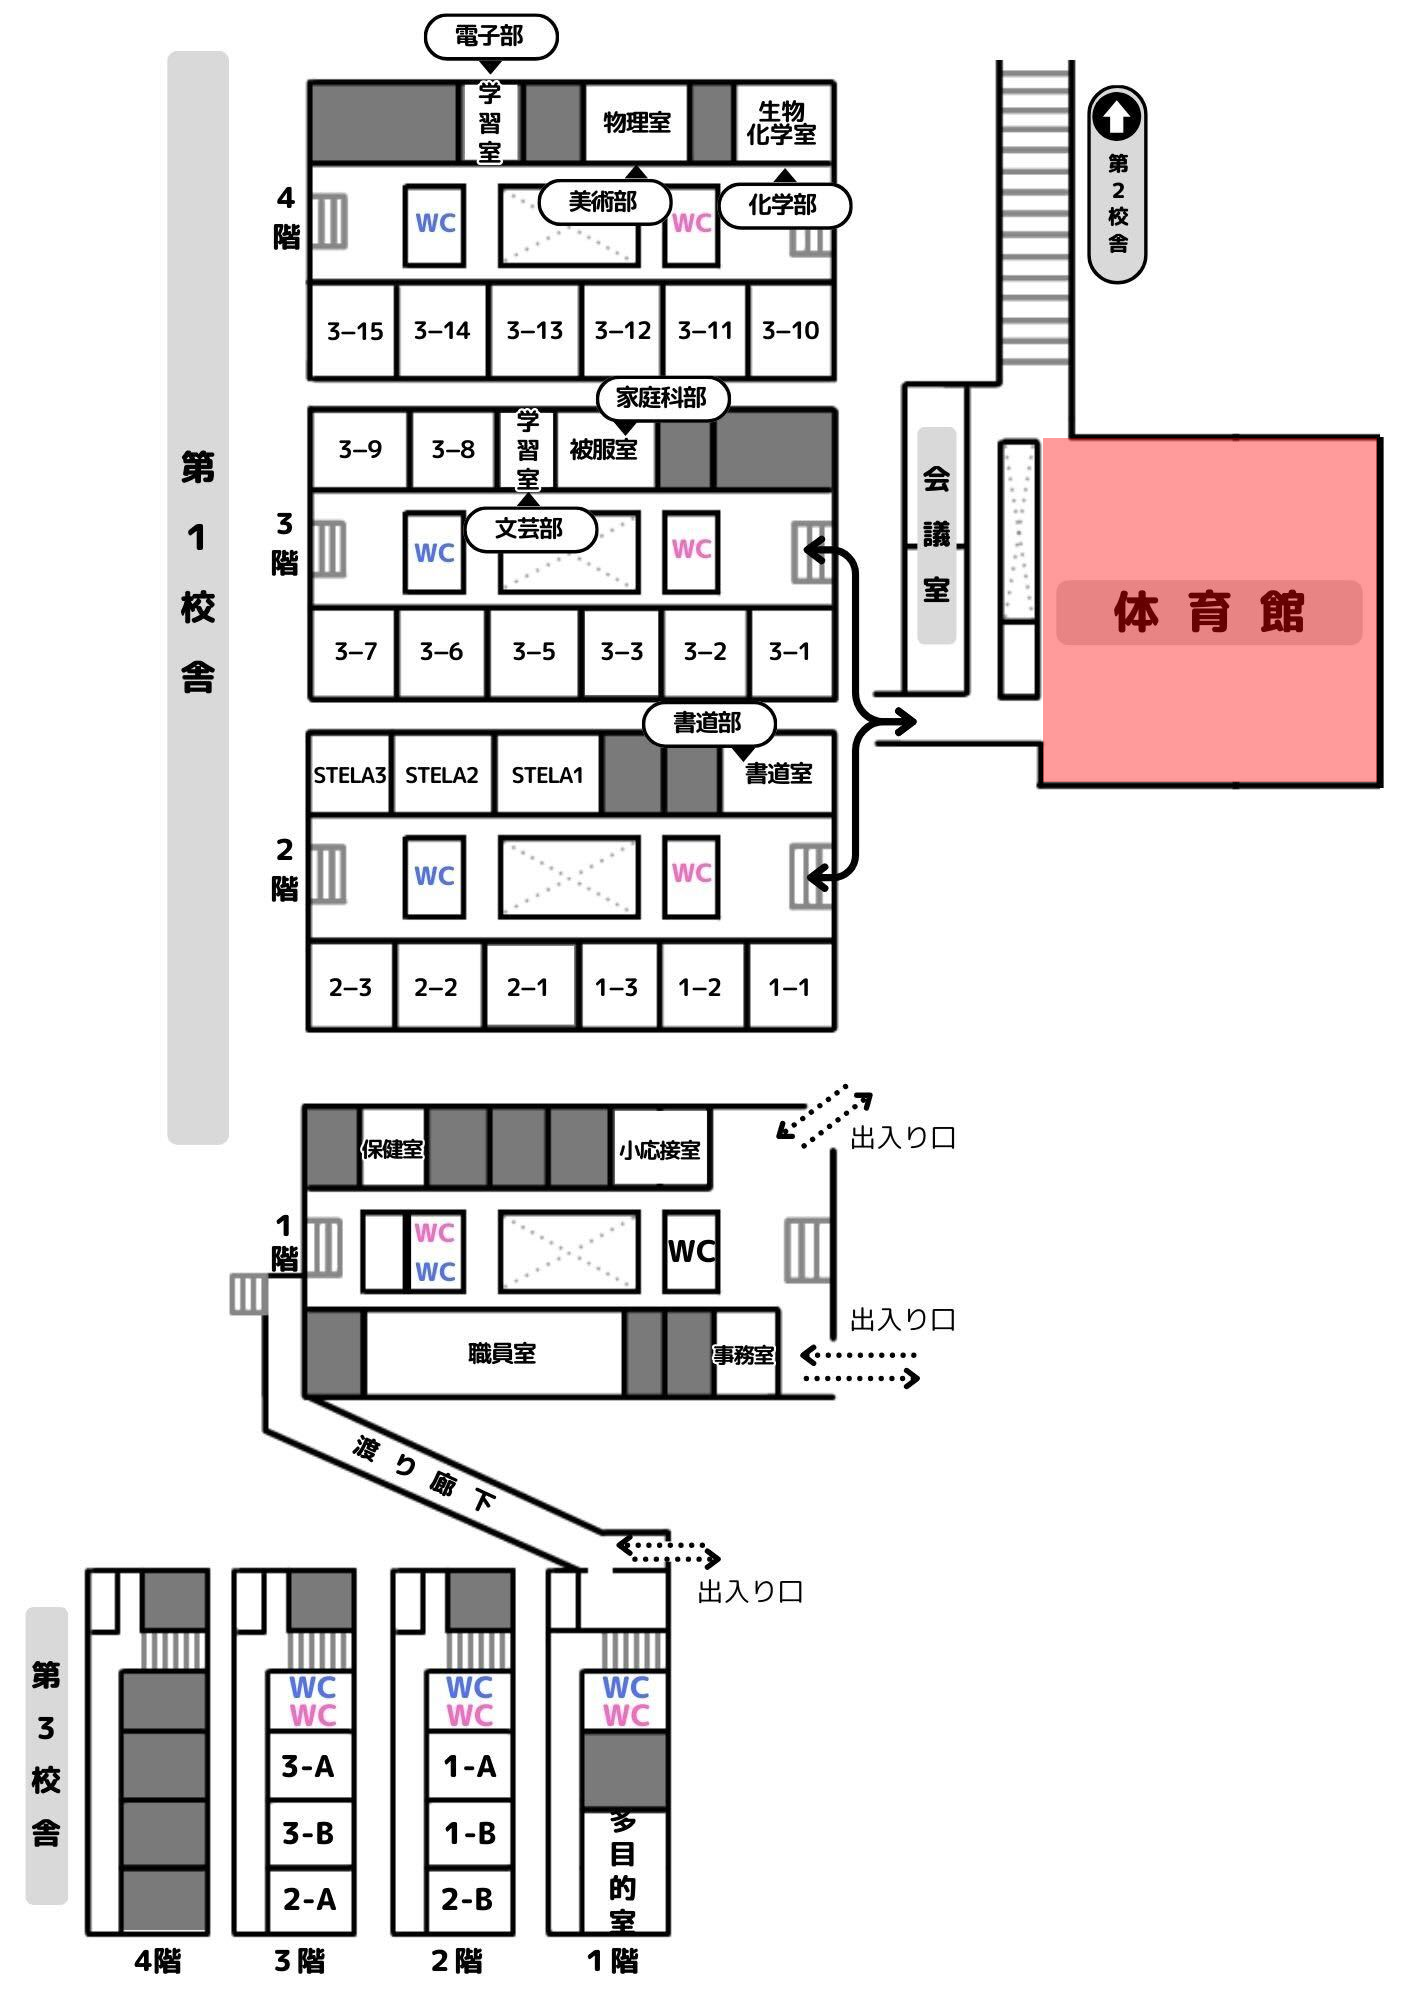 電子部
学習室
物理室
生物
化学室
第2校舎
4階
美術部
化学部
WC
WC
3–15
3–14
3–13
3–12
3–11
3–10
家庭科部
3–9
3–8
学習室
被服室
文芸部
3階
WC
WC
3–7
3–6
3–5
3–3
3–2
3–1
第1校舎
会議室
体育館
書道部
STELA3
STELA2
STELA1
書道室
2階
WC
WC
2–3
2–2
2–1
1–3
1–2
1–1
出入り口
保健室
小応接室
1階
WC
WC
WC
出入り口
職員室
事務室
渡り廊下
出入り口
第3校舎
WC
WC
3-A
3-B
2-A
WC
WC
1-A
1-B
2-B
WC
WC
多目的室
4階
3階
2階
1階